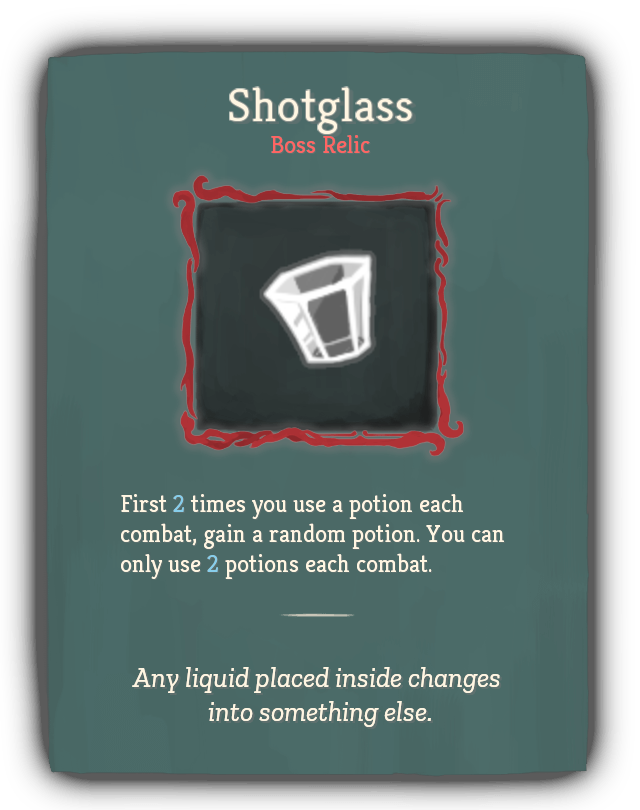 Shotglass
Boss Relic
First 2 times you use a potion each
combat, gain a random potion. You can
only use 2 potions each combat.
Any liquid placed inside changes
into something else.